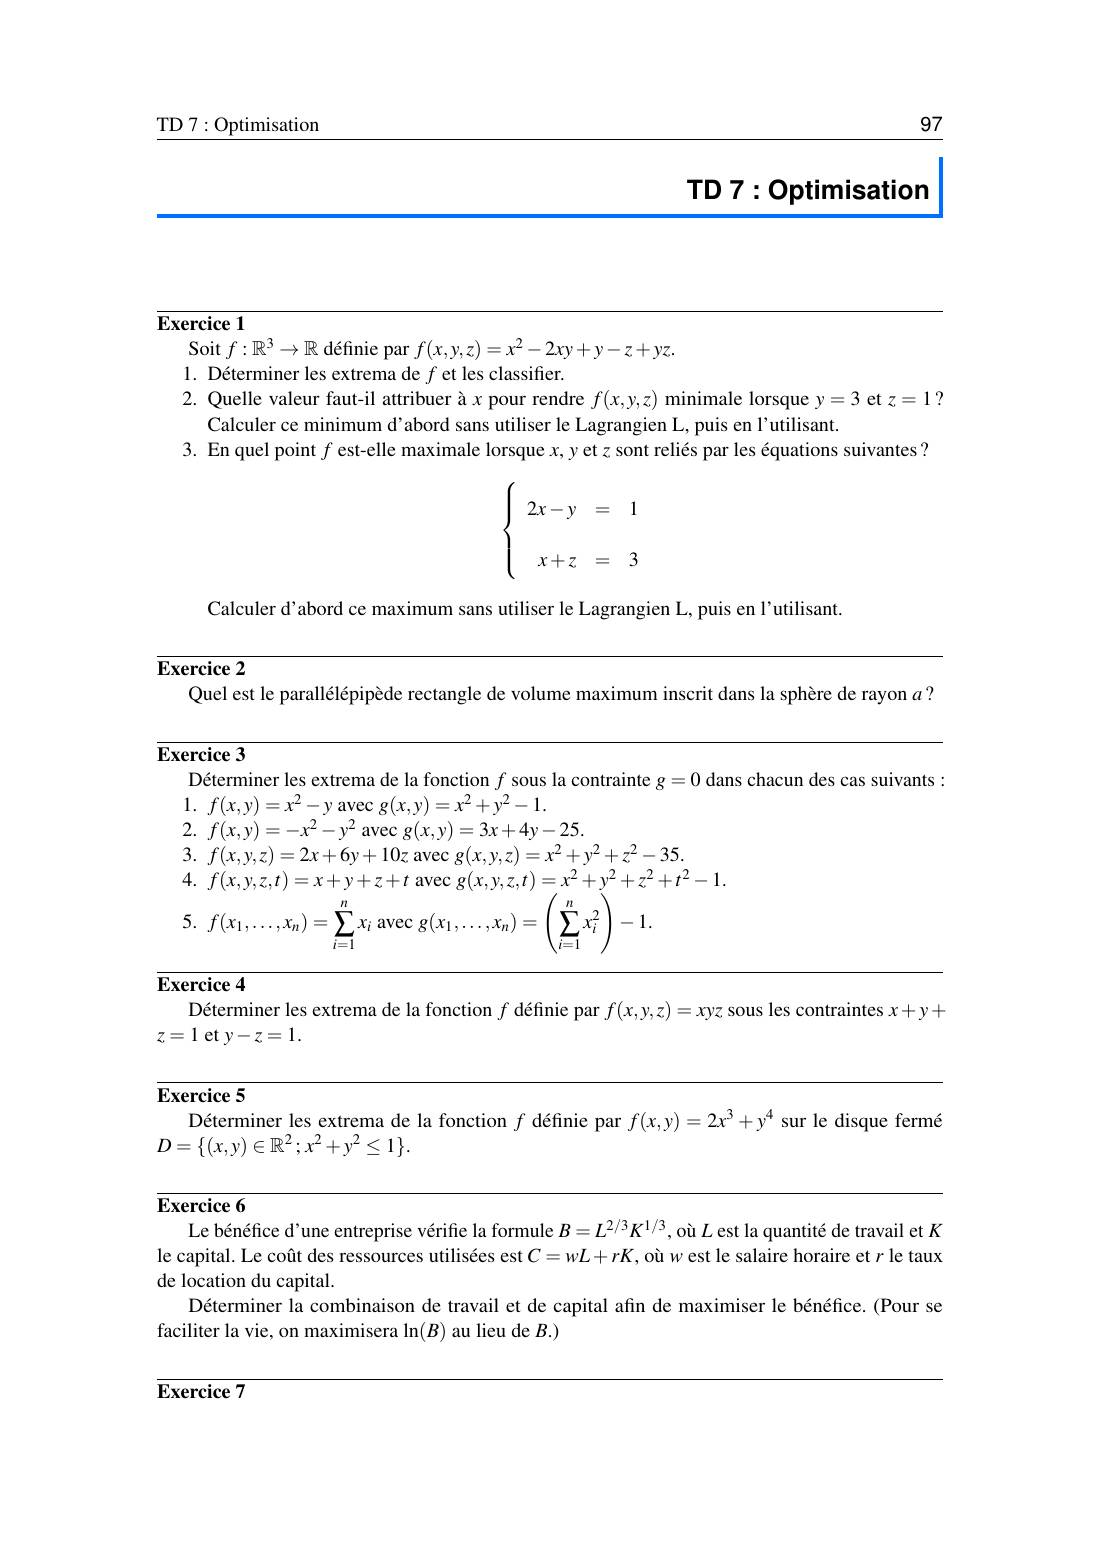 TD 7 : Optimisation 97
TD 7 : Optimisation
Exercice 1
Soit f : ℝ³ → ℝ définie par f(x,y,z) = x² − 2xy + y − z + yz.
1. Déterminer les extrema de f et les classifier.
2. Quelle valeur faut-il attribuer à x pour rendre f(x,y,z) minimale lorsque y = 3 et z = 1 ?
Calculer ce minimum d'abord sans utiliser le Lagrangien L, puis en l'utilisant.
3. En quel point f est-elle maximale lorsque x, y et z sont reliés par les équations suivantes ?
2x − y = 1
x + z = 3
Calculer d'abord ce maximum sans utiliser le Lagrangien L, puis en l'utilisant.
Exercice 2
Quel est le parallélépipède rectangle de volume maximum inscrit dans la sphère de rayon a ?
Exercice 3
Déterminer les extrema de la fonction f sous la contrainte g = 0 dans chacun des cas suivants :
1. f(x,y) = x² − y avec g(x,y) = x² + y² − 1.
2. f(x,y) = −x² − y² avec g(x,y) = 3x + 4y − 25.
3. f(x,y,z) = 2x + 6y + 10z avec g(x,y,z) = x² + y² + z² − 35.
4. f(x,y,z,t) = x + y + z + t avec g(x,y,z,t) = x² + y² + z² + t² − 1.
5. f(x₁,…,xₙ) = ∑ᵢ₌₁ⁿ xᵢ avec g(x₁,…,xₙ) = (∑ᵢ₌₁ⁿ xᵢ²) − 1.
Exercice 4
Déterminer les extrema de la fonction f définie par f(x,y,z) = xyz sous les contraintes x + y +
z = 1 et y − z = 1.
Exercice 5
Déterminer les extrema de la fonction f définie par f(x,y) = 2x³ + y⁴ sur le disque fermé
D = {(x,y) ∈ ℝ² ; x² + y² ≤ 1}.
Exercice 6
Le bénéfice d'une entreprise vérifie la formule B = L^{2/3}K^{1/3}, où L est la quantité de travail et K
le capital. Le coût des ressources utilisées est C = wL + rK, où w est le salaire horaire et r le taux
de location du capital.
Déterminer la combinaison de travail et de capital afin de maximiser le bénéfice. (Pour se
faciliter la vie, on maximisera ln(B) au lieu de B.)
Exercice 7